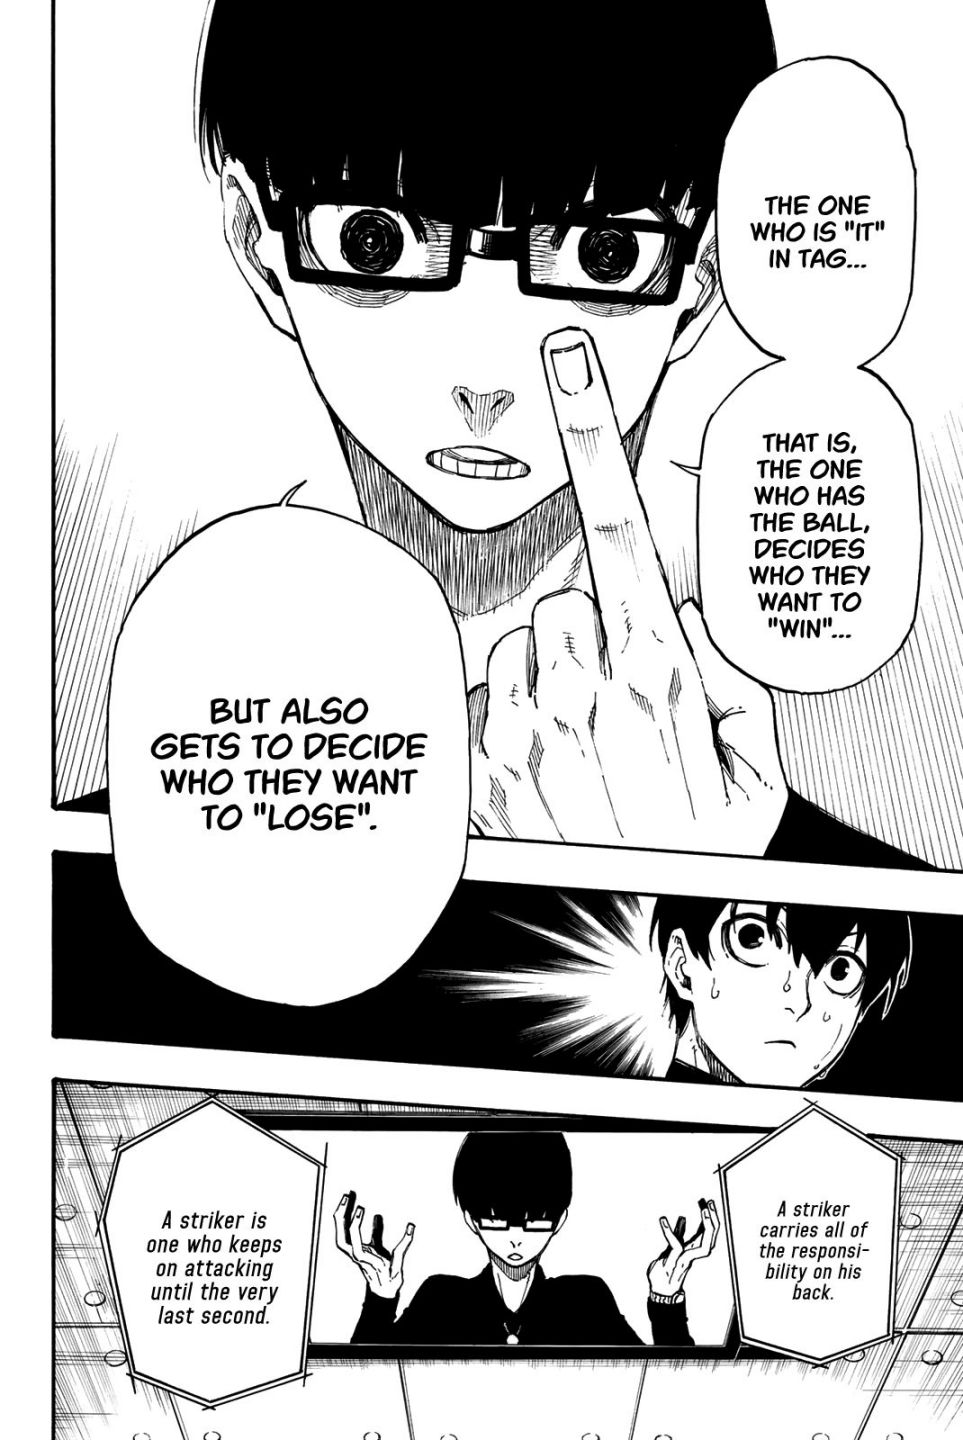 THE ONE
WHO IS "IT"
IN TAG...
THAT IS,
THE ONE
WHO HAS
THE BALL,
DECIDES
WHO THEY
WANT TO
"WIN"...
BUT ALSO
GETS TO DECIDE
WHO THEY WANT
TO "LOSE".
A striker
carries all of
the responsi-
bility on his
back.
A striker is
one who keeps
on attacking
until the very
last second.